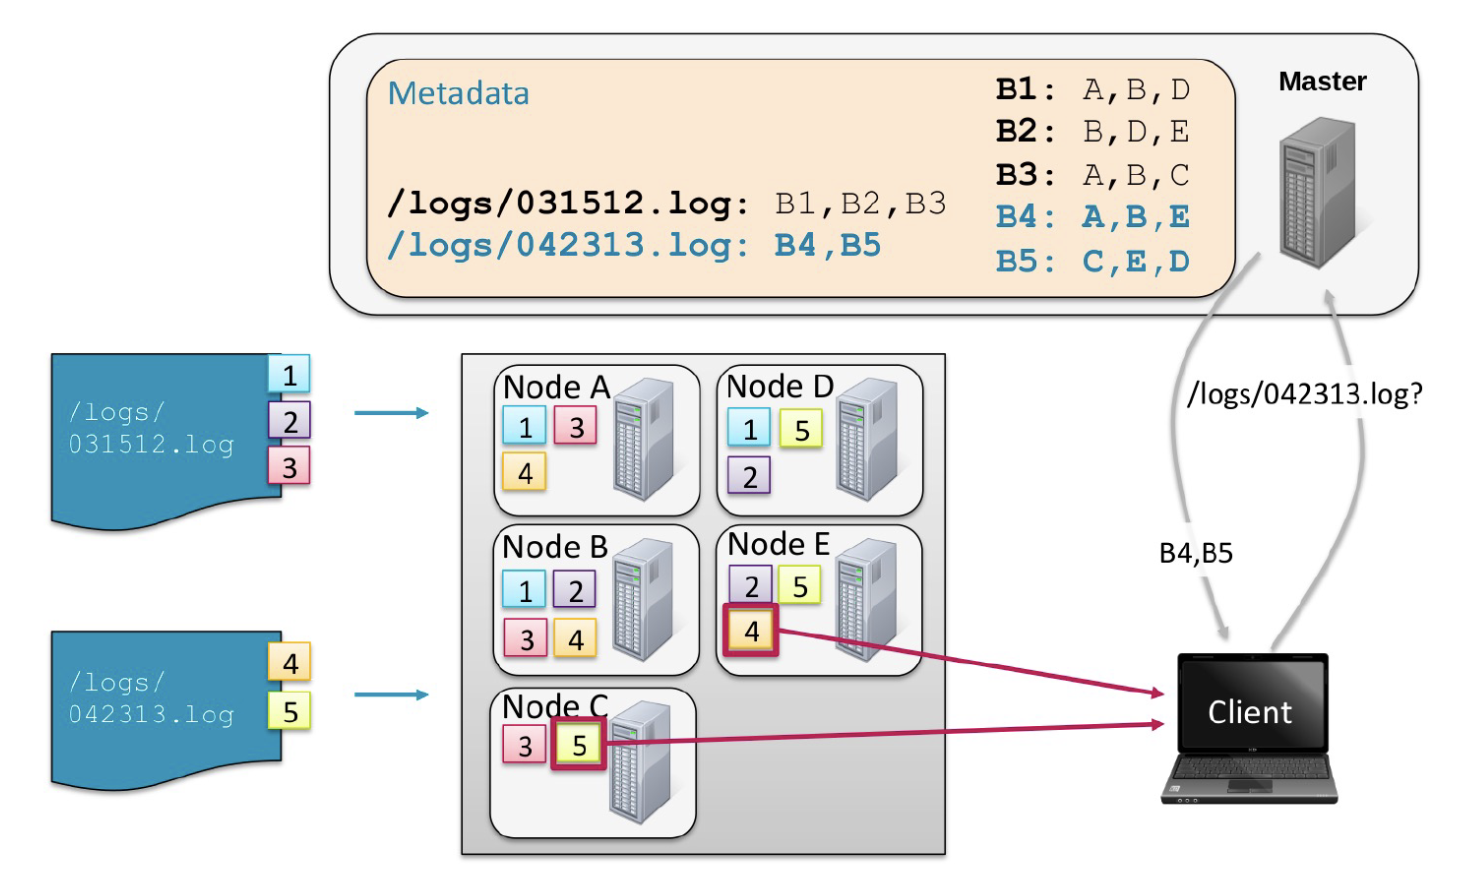 Metadata
B1: A,B,D
B2: B,D,E
B3: A,B,C
/logs/031512.log: B1,B2,B3
B4: A,B,E
/logs/042313.log: B4,B5
B5: C,E,D
Master
/logs/
031512.log
1
2
3
/logs/
042313.log
4
5
Node A
1 3
4
Node D
1 5
2
Node B
1 2
3 4
Node E
2 5
4
Node C
3 5
/logs/042313.log?
B4,B5
Client